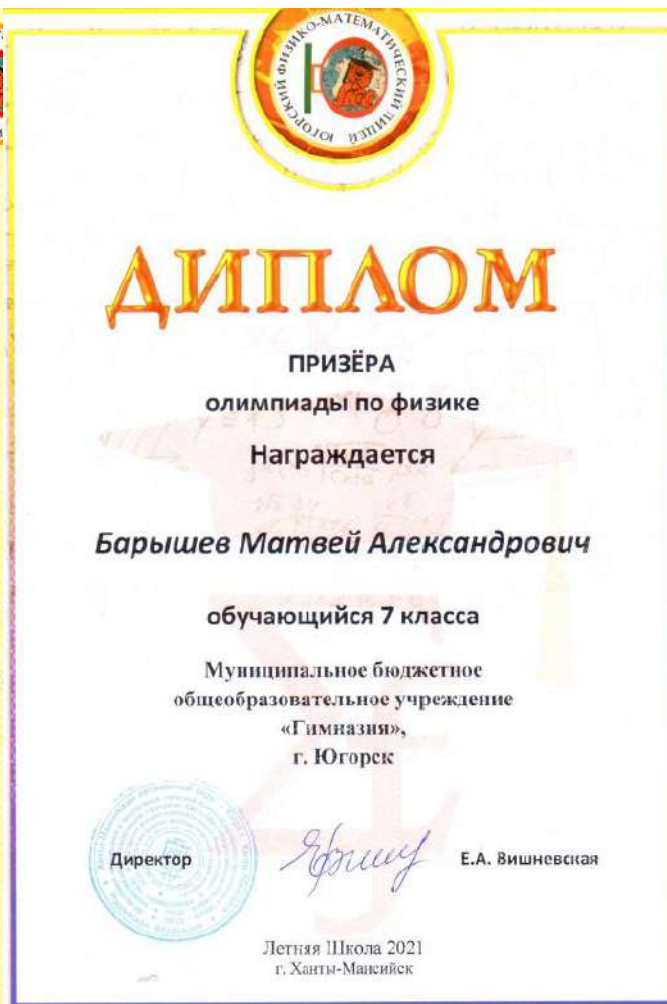 ЮГОРСКИЙ ФИЗИКО-МАТЕМАТИЧЕСКИЙ ЛИЦЕЙ
ДИПЛОМ
ПРИЗЁРА
олимпиады по физике
Награждается
Барышев Матвей Александрович
обучающийся 7 класса
Муниципальное бюджетное
общеобразовательное учреждение
«Гимназия»,
г. Югорск
Директор Е.А. Вишневская
Летняя Школа 2021
г. Ханты-Мансийск